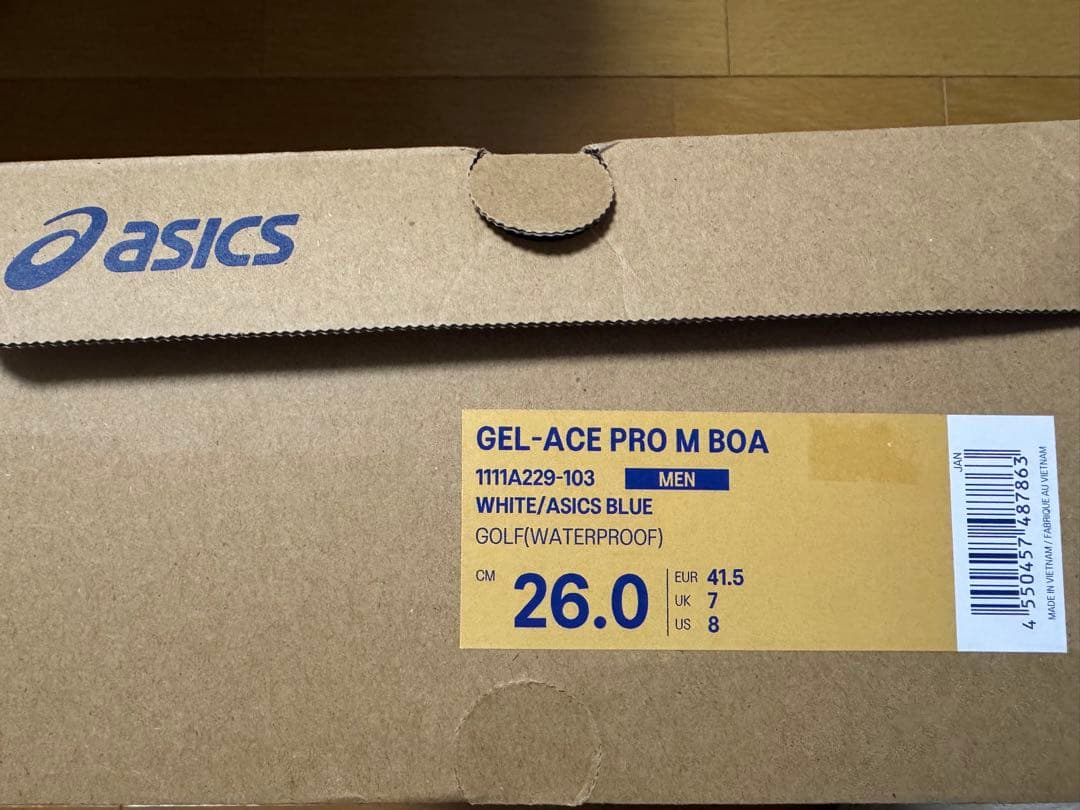 asics
GEL-ACE PRO M BOA
1111A229-103 MEN
WHITE/ASICS BLUE
GOLF(WATERPROOF)
CM 26.0
EUR 41.5
UK 7
US 8
JAN
4 550457 487863
MADE IN VIETNAM / FABRIQUE AU VIETNAM